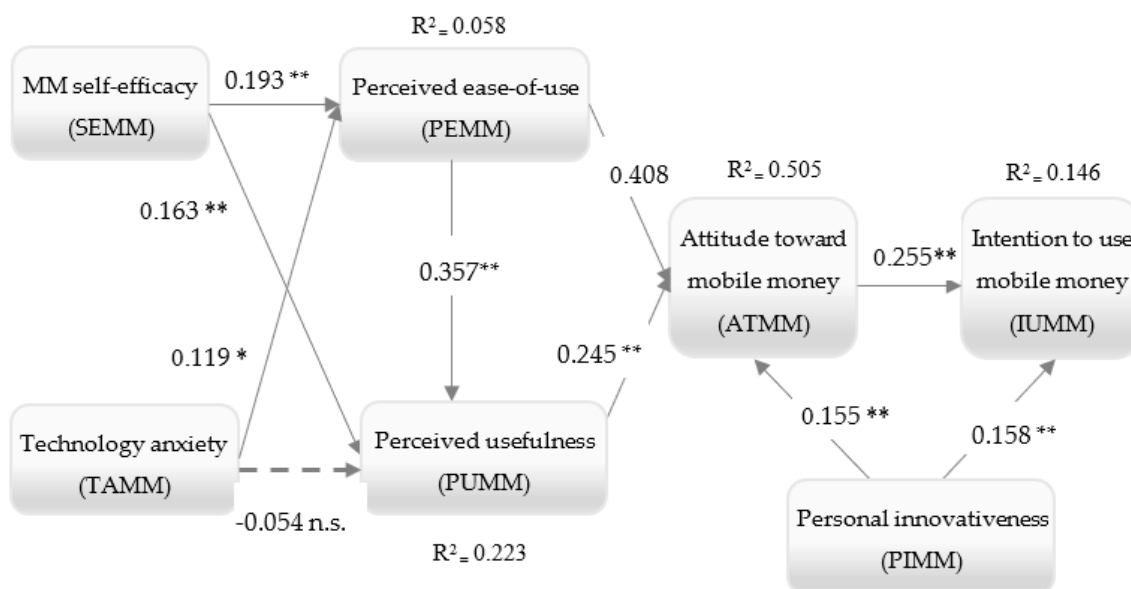 R² = 0.058
MM self-efficacy
(SEMM)
0.193 **
Perceived ease-of-use
(PEMM)
0.163 **
0.408
0.357**
R² = 0.505
Attitude toward
mobile money
(ATMM)
0.255**
R² = 0.146
Intention to use
mobile money
(IUMM)
0.119 *
0.245 **
Technology anxiety
(TAMM)
-0.054 n.s.
Perceived usefulness
(PUMM)
R² = 0.223
0.155 **
0.158 **
Personal innovativeness
(PIMM)